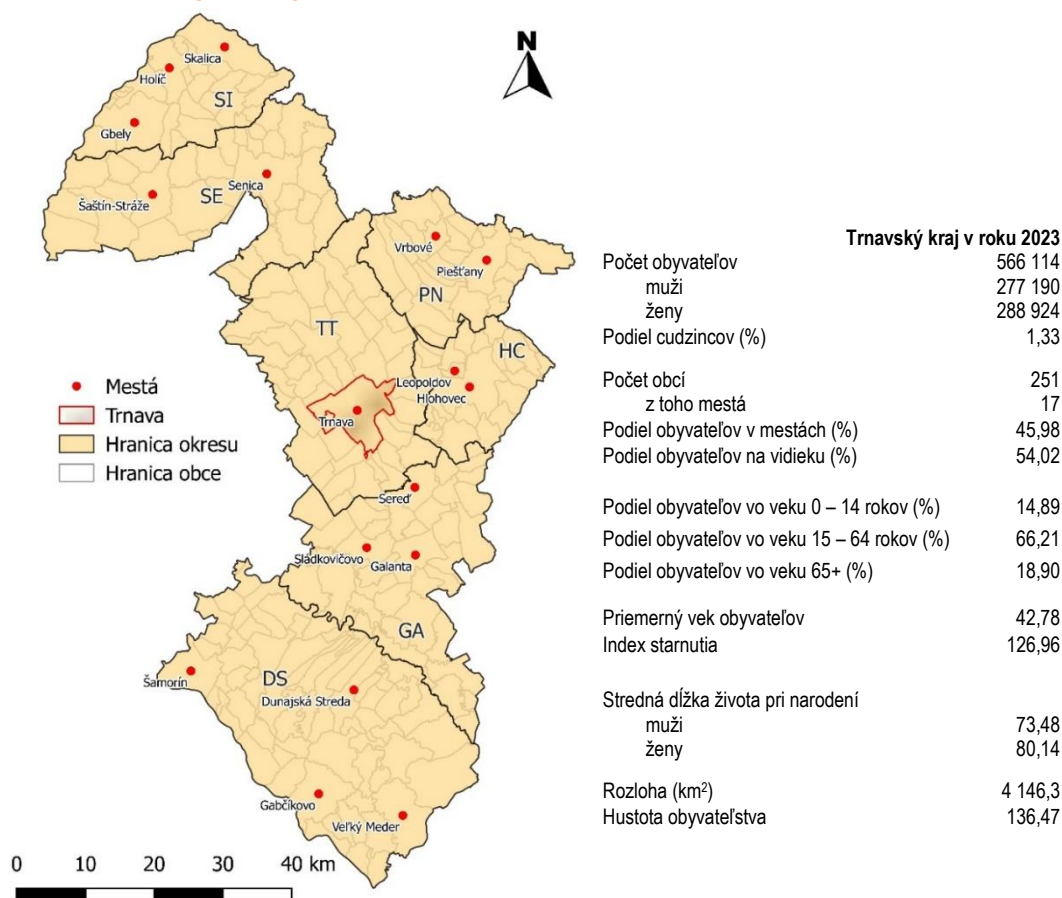 N
Skalica
Holíč
SI
Gbely
Senica
SE
Šaštín-Stráže
Vrbové
Piešťany
PN
TT
HC
Leopoldov
Hlohovec
Trnava
Sereď
Sládkovičovo
Galanta
GA
DS
Šamorín
Dunajská Streda
Gabčíkovo
Veľký Meder
Mestá
Trnava
Hranica okresu
Hranica obce
0 10 20 30 40 km
Trnavský kraj v roku 2023
Počet obyvateľov 566 114
muži 277 190
ženy 288 924
Podiel cudzincov (%) 1,33
Počet obcí 251
z toho mestá 17
Podiel obyvateľov v mestách (%) 45,98
Podiel obyvateľov na vidieku (%) 54,02
Podiel obyvateľov vo veku 0 – 14 rokov (%) 14,89
Podiel obyvateľov vo veku 15 – 64 rokov (%) 66,21
Podiel obyvateľov vo veku 65+ (%) 18,90
Priemerný vek obyvateľov 42,78
Index starnutia 126,96
Stredná dĺžka života pri narodení
muži 73,48
ženy 80,14
Rozloha (km²) 4 146,3
Hustota obyvateľstva 136,47